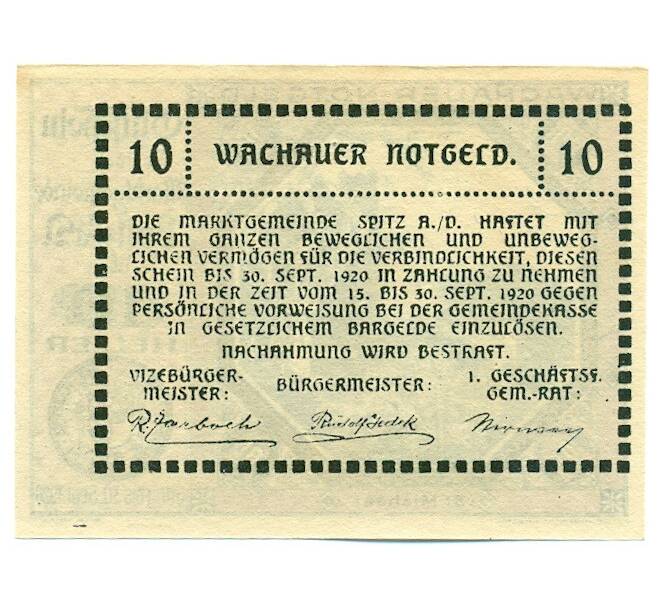 10 WACHAUER NOTGELD. 10
DIE MARKTGEMEINDE SPITZ A./D. HAFTET MIT
IHREM GANZEN BEWEGLICHEN UND UNBEWEG-
LICHEN VERMÖGEN FÜR DIE VERBINDLICHKEIT, DIESEN
SCHEIN BIS 30. SEPT. 1920 IN ZAHLUNG ZU NEHMEN
UND IN DER ZEIT VOM 15. BIS 30. SEPT. 1920 GEGEN
PERSÖNLICHE VORWEISUNG BEI DER GEMEINDEKASSE
IN GESETZLICHEM BARGELDE EINZULÖSEN.
NACHAHMUNG WIRD BESTRAFT.
VIZEBÜRGER-
MEISTER:
BÜRGERMEISTER:
1. GESCHÄFTSF.
GEM.-RAT: